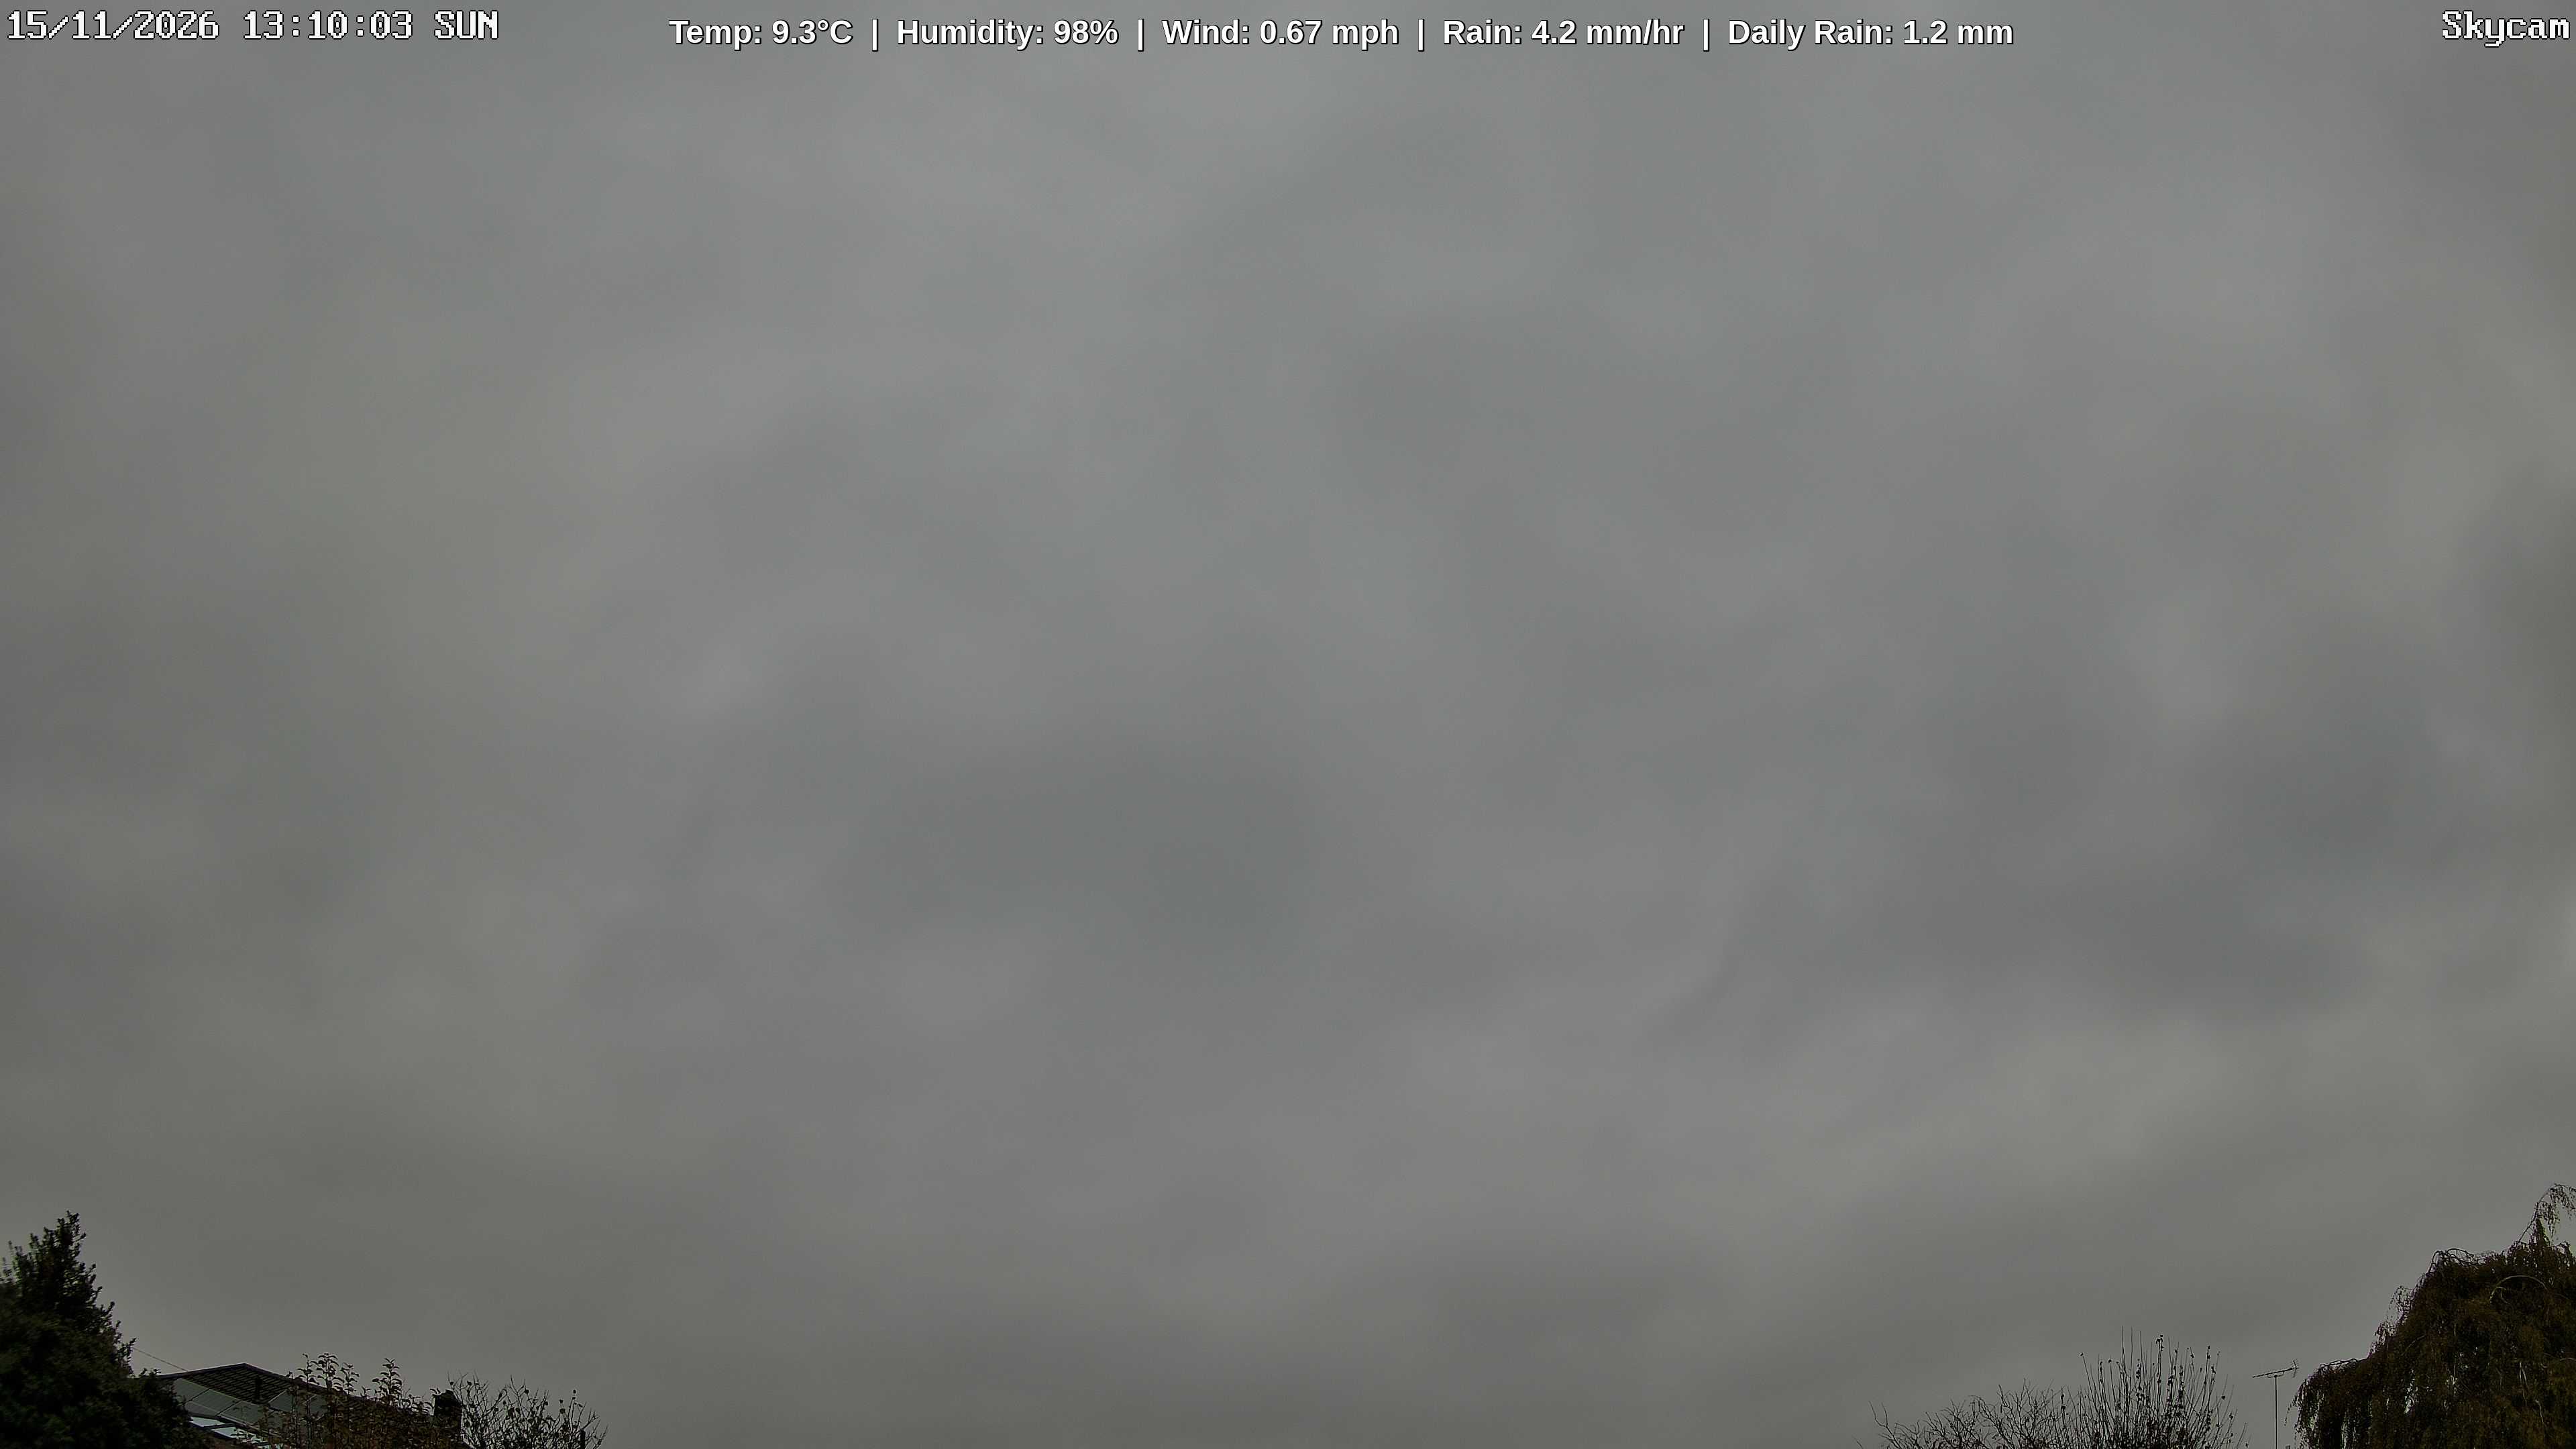 15/11/2026 13:10:03 SUN
Temp: 9.3°C | Humidity: 98% | Wind: 0.67 mph | Rain: 4.2 mm/hr | Daily Rain: 1.2 mm
Skycam